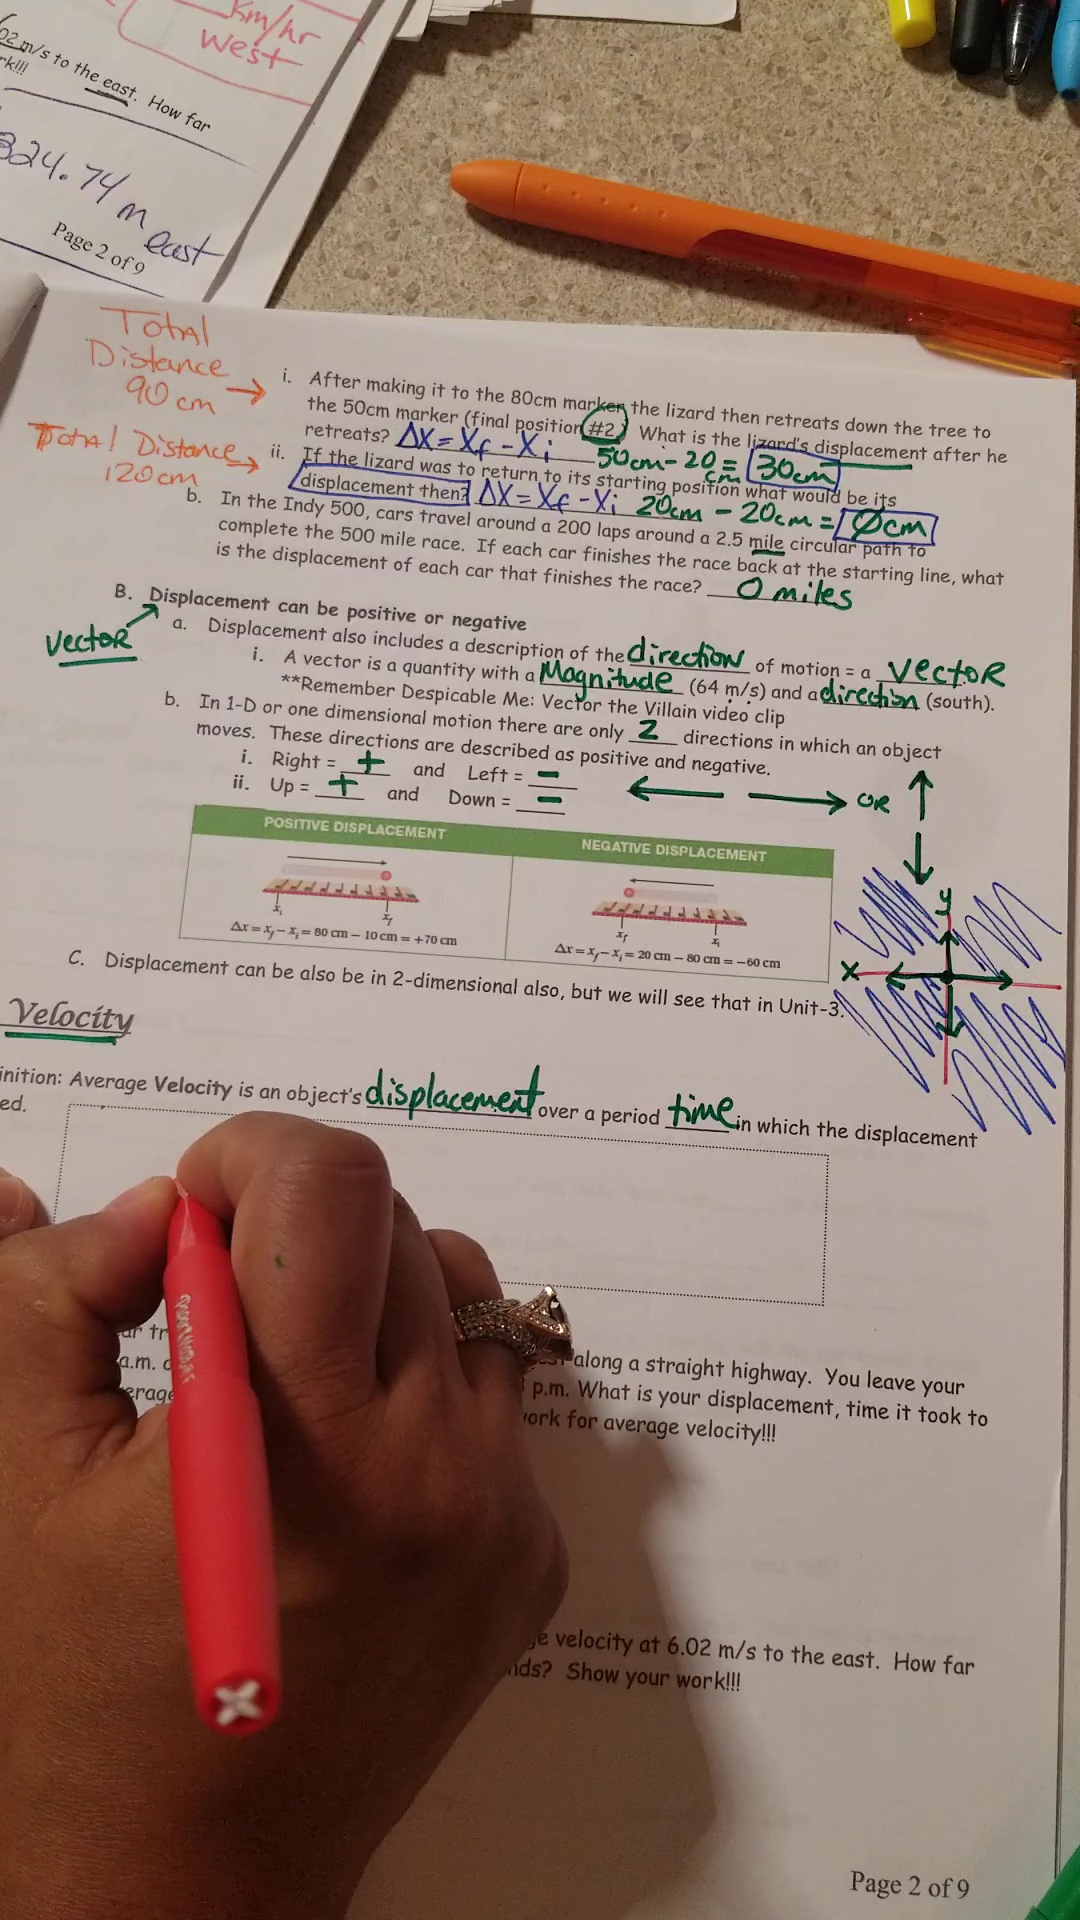 Km/hr
West
02 m/s to the east. How far
rk!!!
324.74 m
east
Page 2 of 9
Total
Distance
90 cm
i. After making it to the 80cm marker the lizard then retreats down the tree to
the 50cm marker (final position #2) What is the lizard's displacement after he
retreats? ΔX = Xf - Xi 50cm - 20 cm = 30cm
Total Distance
120cm
ii. If the lizard was to return to its starting position what would be its
displacement then? ΔX = Xf - Xi 20cm - 20cm = 0cm
b. In the Indy 500, cars travel around a 200 laps around a 2.5 mile circular path to
complete the 500 mile race. If each car finishes the race back at the starting line, what
is the displacement of each car that finishes the race? 0 miles
B. Displacement can be positive or negative
vector
a. Displacement also includes a description of the direction of motion = a vector
i. A vector is a quantity with a Magnitude (64 m/s) and a direction (south).
**Remember Despicable Me: Vector the Villain video clip
b. In 1-D or one dimensional motion there are only 2 directions in which an object
moves. These directions are described as positive and negative.
i. Right = + and Left = -
ii. Up = + and Down = -
OR
POSITIVE DISPLACEMENT
NEGATIVE DISPLACEMENT
xi
xf
xf
xi
Δx = xf - xi = 80 cm – 10 cm = +70 cm
Δx = xf - xi = 20 cm – 80 cm = –60 cm
y
x
C. Displacement can be also be in 2-dimensional also, but we will see that in Unit-3.
Velocity
inition: Average Velocity is an object's displacement over a period time in which the displacement
ed.
along a straight highway. You leave your
a.m.
p.m. What is your displacement, time it took to
erage
work for average velocity!!!
velocity at 6.02 m/s to the east. How far
nds? Show your work!!!
Page 2 of 9